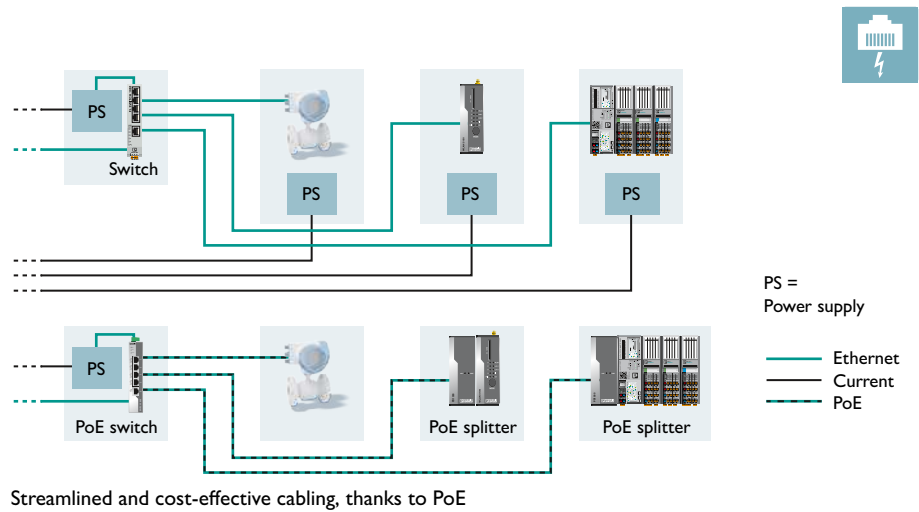 PS
Switch
PS
PS
PS
PS =
Power supply
PS
PoE switch
PoE splitter
PoE splitter
Ethernet
Current
PoE
Streamlined and cost-effective cabling, thanks to PoE